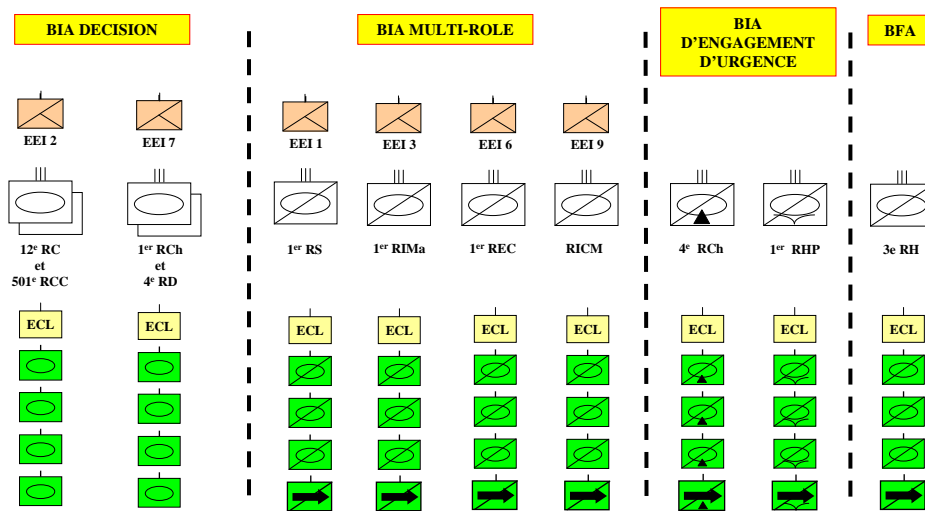 BIA DECISION
BIA MULTI-ROLE
BIA
D'ENGAGEMENT
D'URGENCE
BFA
EEI 2
EEI 7
EEI 1
EEI 3
EEI 6
EEI 9
12e RC
et
501e RCC
1er RCh
et
4e RD
1er RS
1er RIMa
1er REC
RICM
4e RCh
1er RHP
3e RH
ECL
ECL
ECL
ECL
ECL
ECL
ECL
ECL
ECL